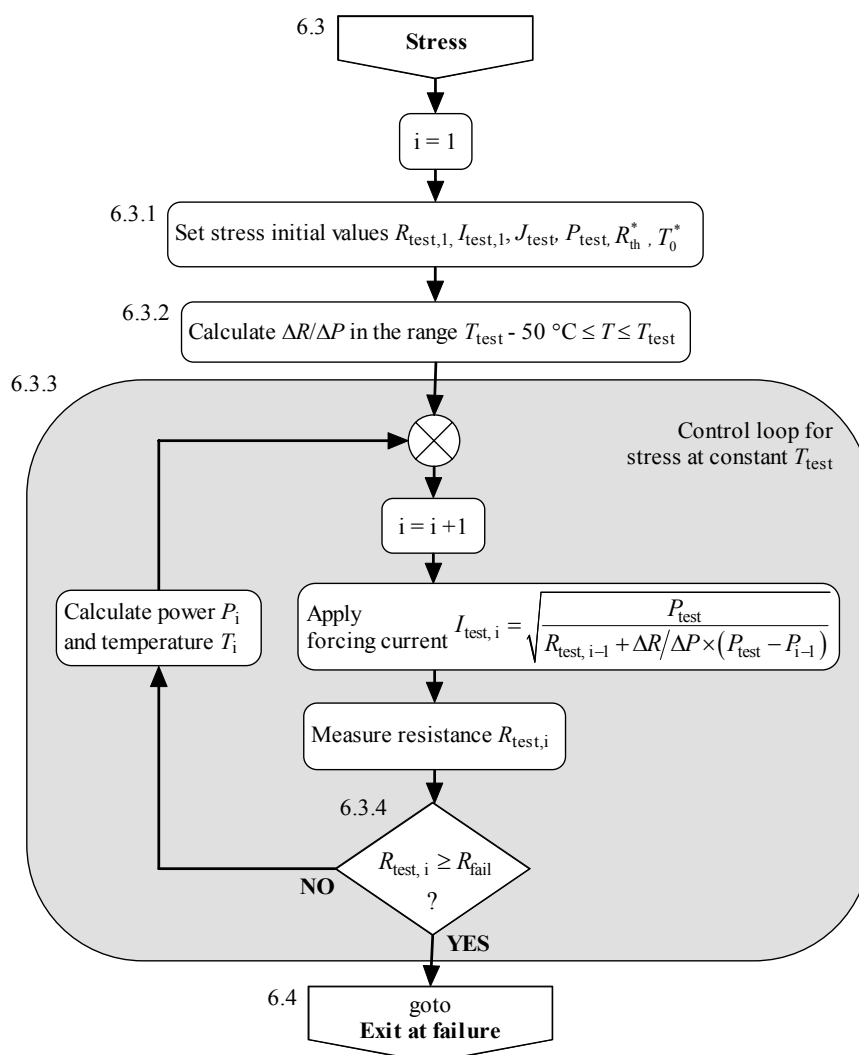 6.3
Stress
i = 1
6.3.1
Set stress initial values R_test,1, I_test,1, J_test, P_test, R*_th, T*_0
6.3.2
Calculate ΔR/ΔP in the range T_test - 50 °C ≤ T ≤ T_test
6.3.3
Control loop for
stress at constant T_test
i = i +1
Calculate power P_i
and temperature T_i
Apply
forcing current I_test, i = √(P_test / (R_test, i–1 + ΔR/ΔP × (P_test – P_i–1)))
Measure resistance R_test,i
6.3.4
R_test, i ≥ R_fail
?
NO
YES
6.4
goto
Exit at failure